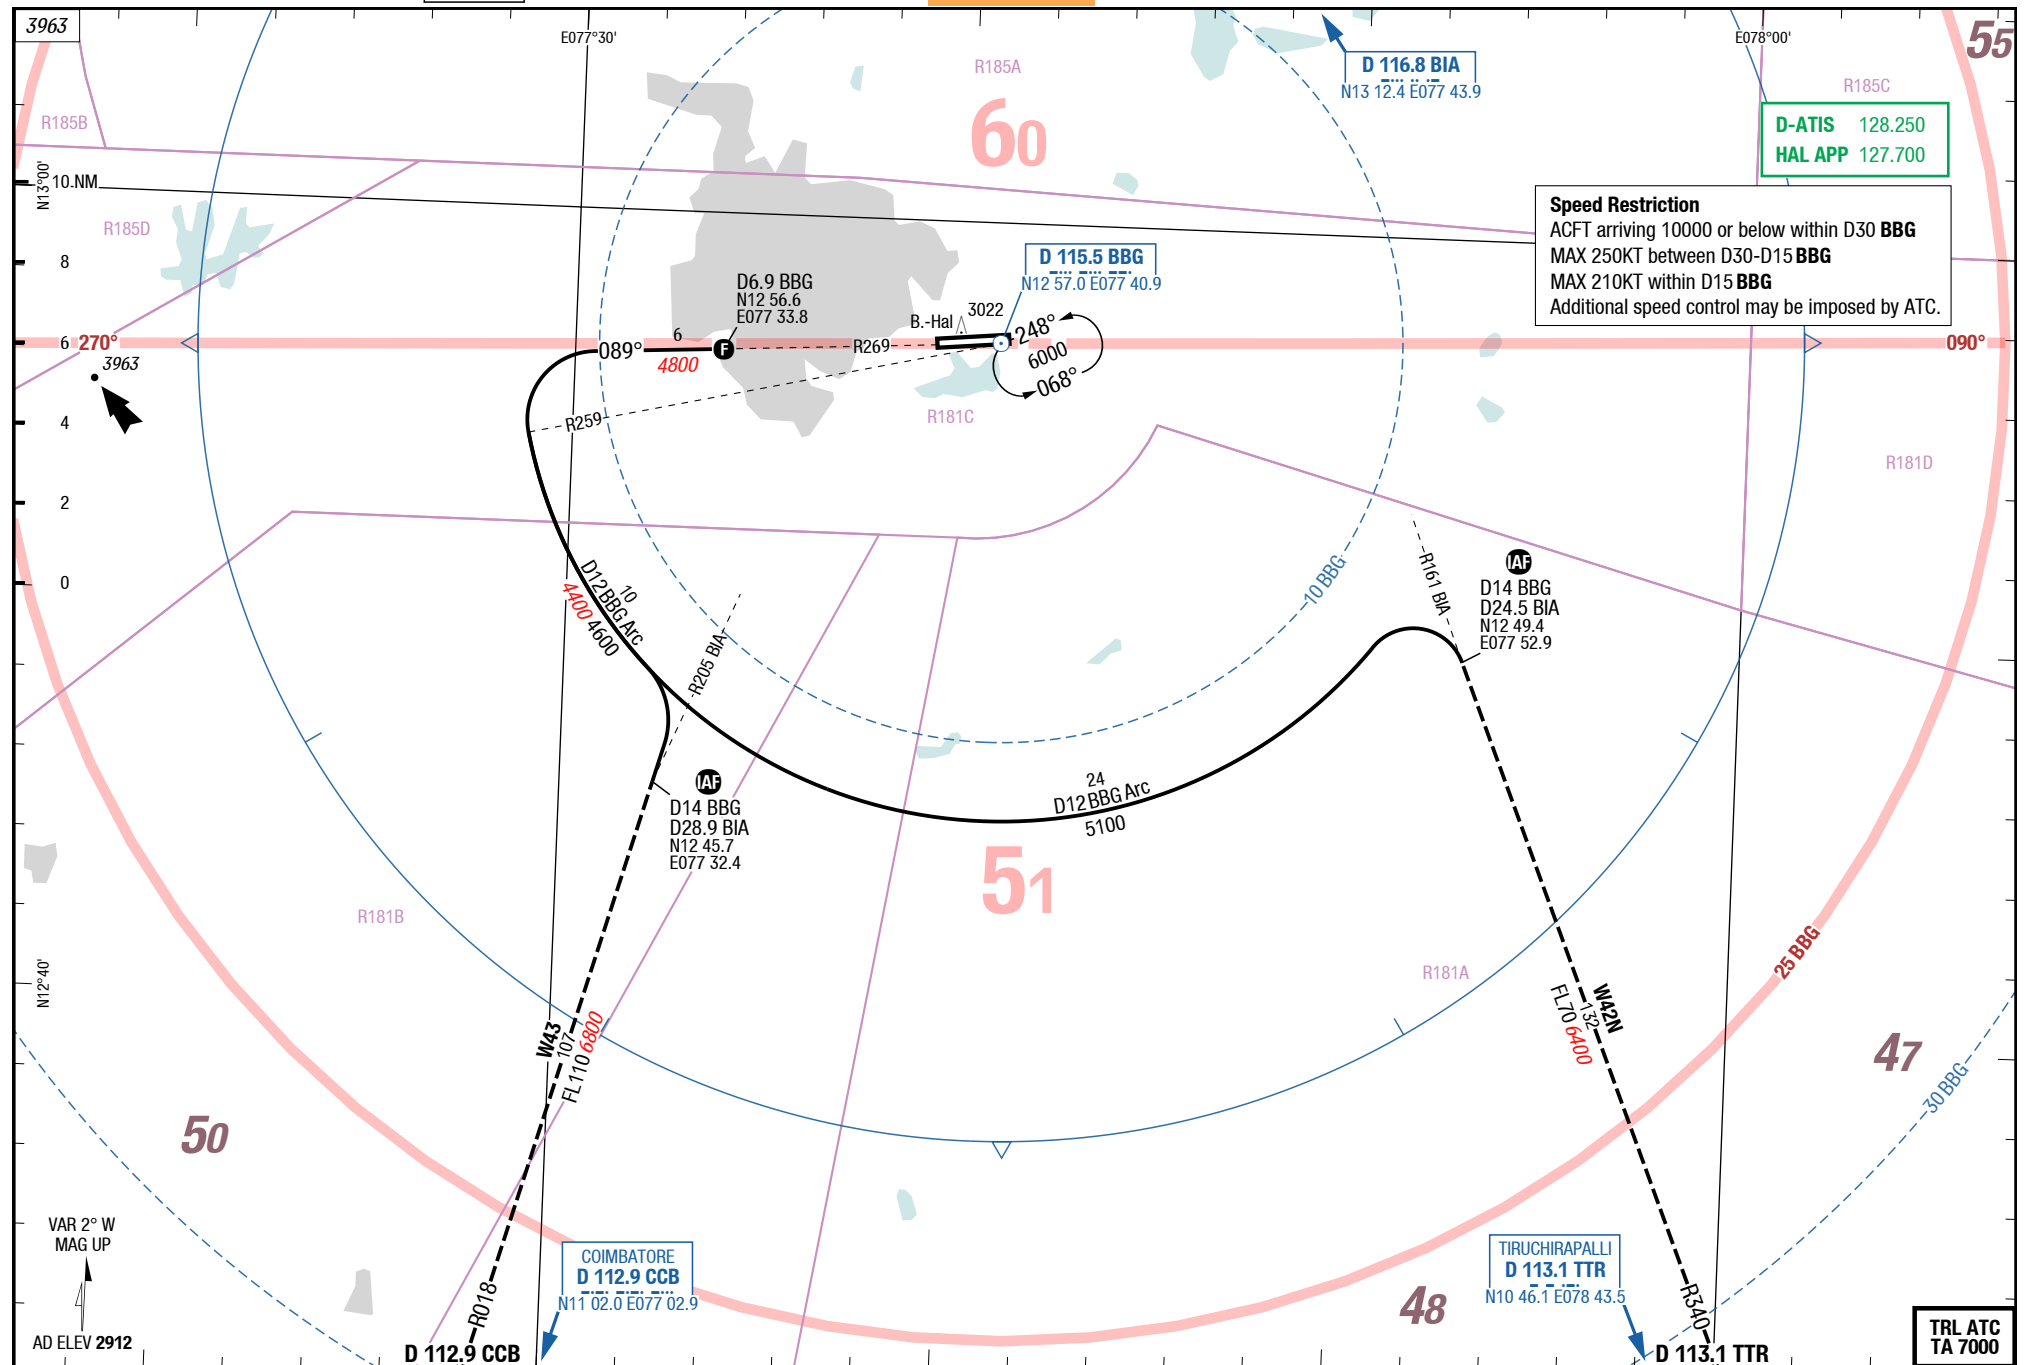 3963
E077°30'
E078°00'
55
R185A
R185B
R185C
60
D 116.8 BIA
N13 12.4 E077 43.9
D-ATIS 128.250
HAL APP 127.700
N13°00'
10 NM
8
6
4
2
0
R185D
Speed Restriction
ACFT arriving 10000 or below within D30 BBG
MAX 250KT between D30-D15 BBG
MAX 210KT within D15 BBG
Additional speed control may be imposed by ATC.
D 115.5 BBG
N12 57.0 E077 40.9
D6.9 BBG
N12 56.6
E077 33.8
B.-Hal
3022
270°
090°
3963
089°
6
4800
F
R269
248°
6000
068°
R259
R181C
R181D
10
D12 BBG Arc
4400 4600
R205 BIA
10 BBG
R161 BIA
IAF
D14 BBG
D24.5 BIA
N12 49.4
E077 52.9
IAF
D14 BBG
D28.9 BIA
N12 45.7
E077 32.4
24
D12 BBG Arc
5100
51
R181B
R181A
N12°40'
25 BBG
W43
107
FL110 6800
W42N
132
FL70 6400
47
30 BBG
50
48
VAR 2° W
MAG UP
AD ELEV 2912
R018
COIMBATORE
D 112.9 CCB
N11 02.0 E077 02.9
D 112.9 CCB
TIRUCHIRAPALLI
D 113.1 TTR
N10 46.1 E078 43.5
R340
D 113.1 TTR
TRL ATC
TA 7000